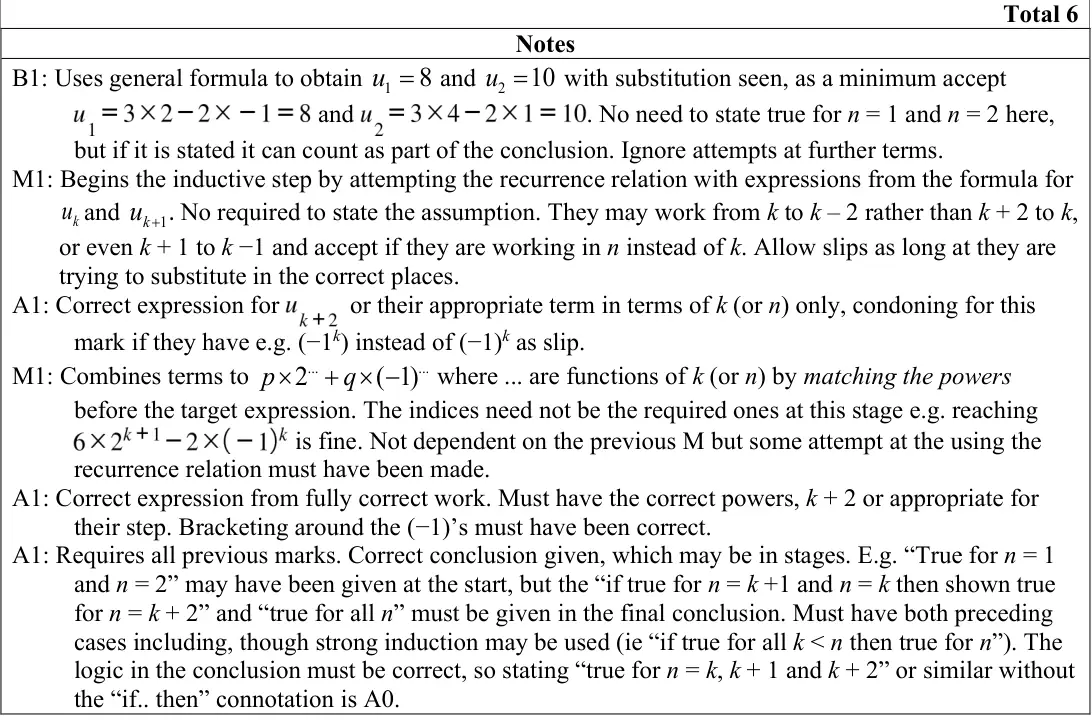 Total 6
Notes
B1: Uses general formula to obtain u₁ = 8 and u₂ = 10 with substitution seen, as a minimum accept
u₁ = 3×2−2×−1=8 and u₂ = 3×4−2×1=10. No need to state true for n = 1 and n = 2 here,
but if it is stated it can count as part of the conclusion. Ignore attempts at further terms.
M1: Begins the inductive step by attempting the recurrence relation with expressions from the formula for
uₖ and uₖ₊₁. No required to state the assumption. They may work from k to k – 2 rather than k + 2 to k,
or even k + 1 to k −1 and accept if they are working in n instead of k. Allow slips as long at they are
trying to substitute in the correct places.
A1: Correct expression for uₖ₊₂ or their appropriate term in terms of k (or n) only, condoning for this
mark if they have e.g. (−1ᵏ) instead of (−1)ᵏ as slip.
M1: Combines terms to p×2^… + q×(−1)^… where ... are functions of k (or n) by matching the powers
before the target expression. The indices need not be the required ones at this stage e.g. reaching
6×2ᵏ⁺¹−2×(−1)ᵏ is fine. Not dependent on the previous M but some attempt at the using the
recurrence relation must have been made.
A1: Correct expression from fully correct work. Must have the correct powers, k + 2 or appropriate for
their step. Bracketing around the (−1)’s must have been correct.
A1: Requires all previous marks. Correct conclusion given, which may be in stages. E.g. “True for n = 1
and n = 2” may have been given at the start, but the “if true for n = k +1 and n = k then shown true
for n = k + 2” and “true for all n” must be given in the final conclusion. Must have both preceding
cases including, though strong induction may be used (ie “if true for all k < n then true for n”). The
logic in the conclusion must be correct, so stating “true for n = k, k + 1 and k + 2” or similar without
the “if.. then” connotation is A0.